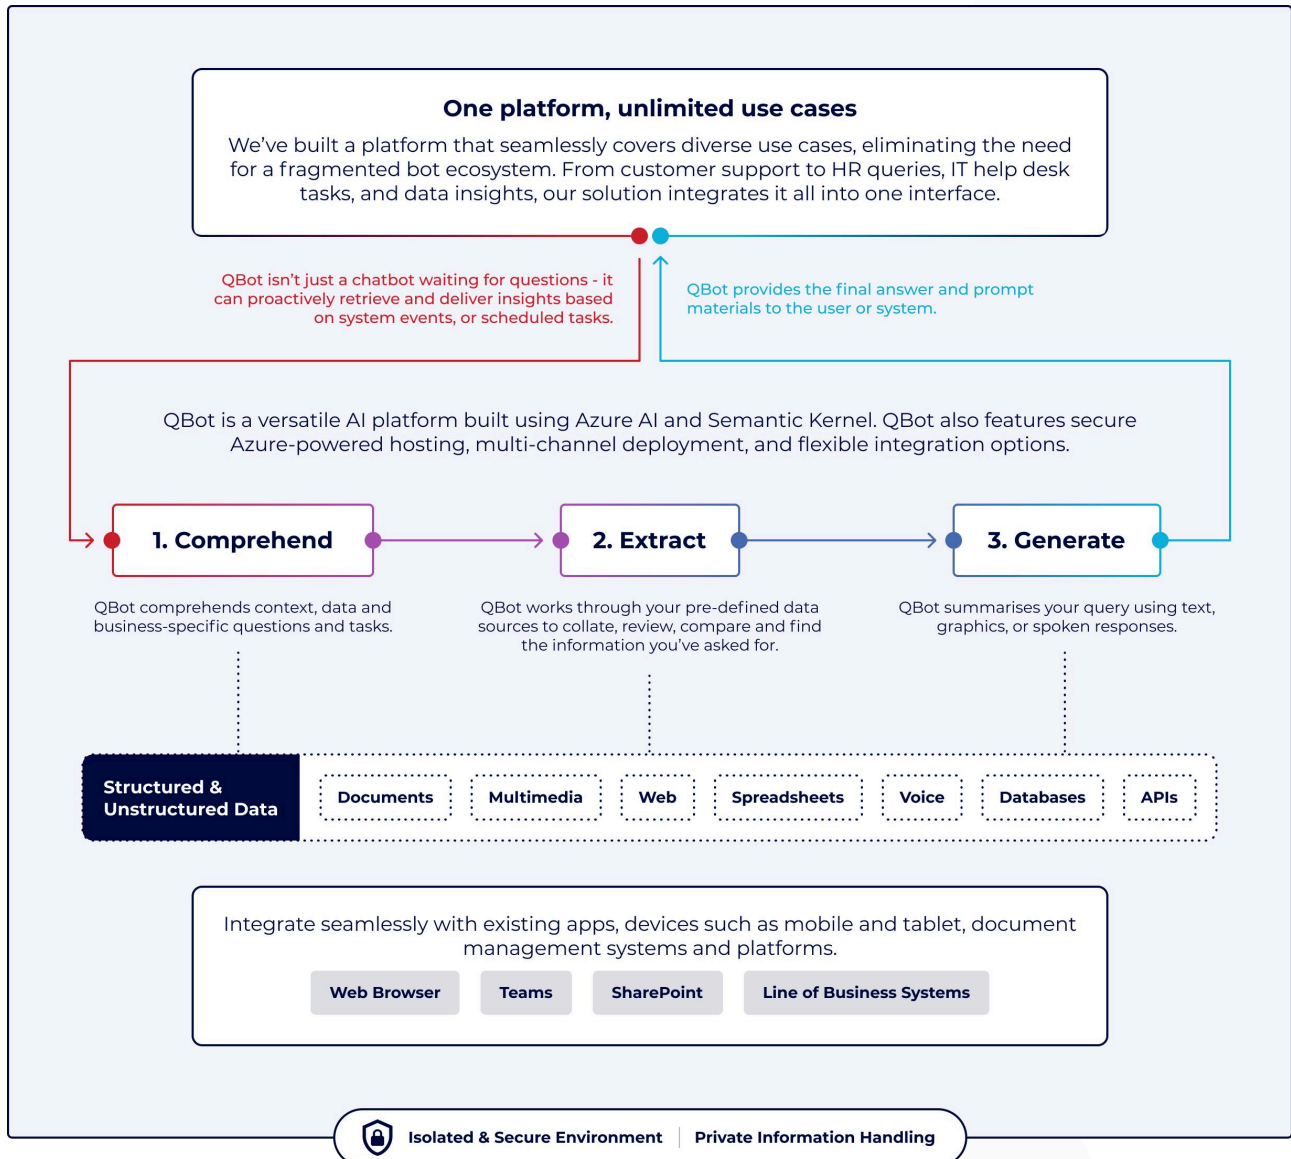 One platform, unlimited use cases
We’ve built a platform that seamlessly covers diverse use cases, eliminating the need
for a fragmented bot ecosystem. From customer support to HR queries, IT help desk
tasks, and data insights, our solution integrates it all into one interface.
QBot isn’t just a chatbot waiting for questions - it
can proactively retrieve and deliver insights based
on system events, or scheduled tasks.
QBot provides the final answer and prompt
materials to the user or system.
QBot is a versatile AI platform built using Azure AI and Semantic Kernel. QBot also features secure
Azure-powered hosting, multi-channel deployment, and flexible integration options.
1. Comprehend
2. Extract
3. Generate
QBot comprehends context, data and
business-specific questions and tasks.
QBot works through your pre-defined data
sources to collate, review, compare and find
the information you’ve asked for.
QBot summarises your query using text,
graphics, or spoken responses.
Structured &
Unstructured Data
Documents
Multimedia
Web
Spreadsheets
Voice
Databases
APIs
Integrate seamlessly with existing apps, devices such as mobile and tablet, document
management systems and platforms.
Web Browser
Teams
SharePoint
Line of Business Systems
Isolated & Secure Environment
Private Information Handling